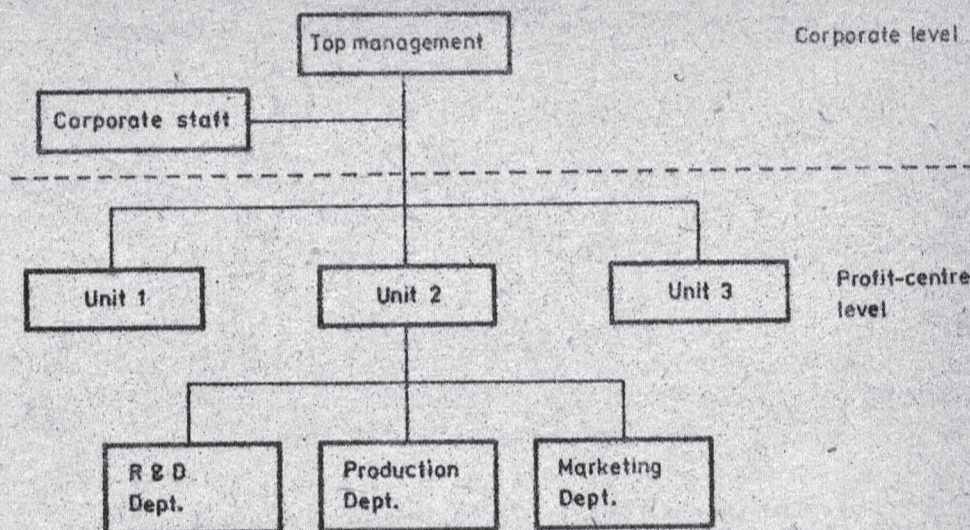 Top management
Corporate level
Corporate staff
Unit 1
Unit 2
Unit 3
Profit-centre
level
R & D
Dept.
Production
Dept.
Marketing
Dept.